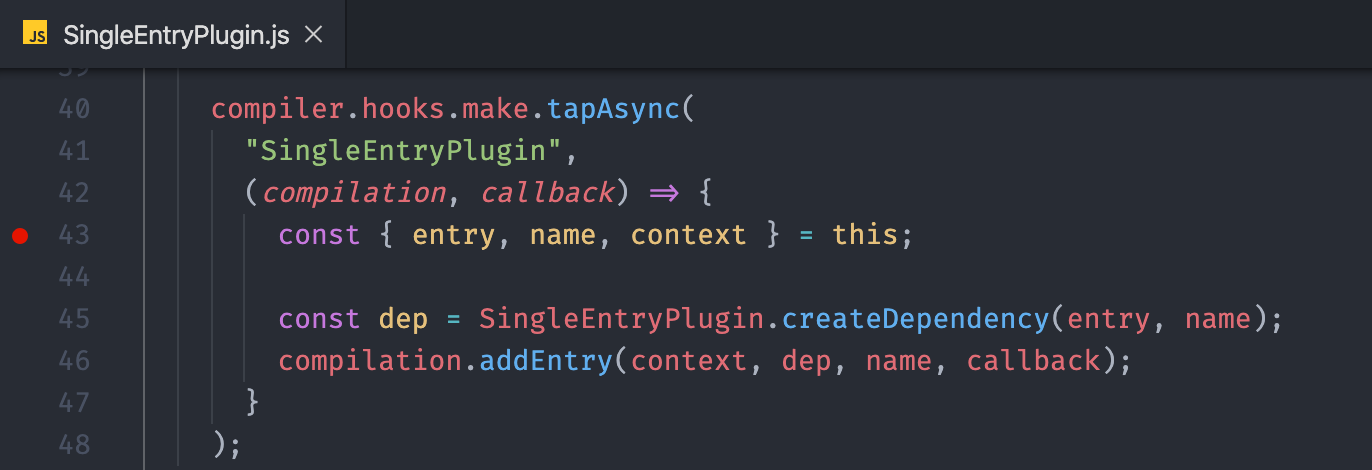 JS SingleEntryPlugin.js ×
39
40 compiler.hooks.make.tapAsync(
41 "SingleEntryPlugin",
42 (compilation, callback) => {
43 const { entry, name, context } = this;
44
45 const dep = SingleEntryPlugin.createDependency(entry, name);
46 compilation.addEntry(context, dep, name, callback);
47 }
48 );